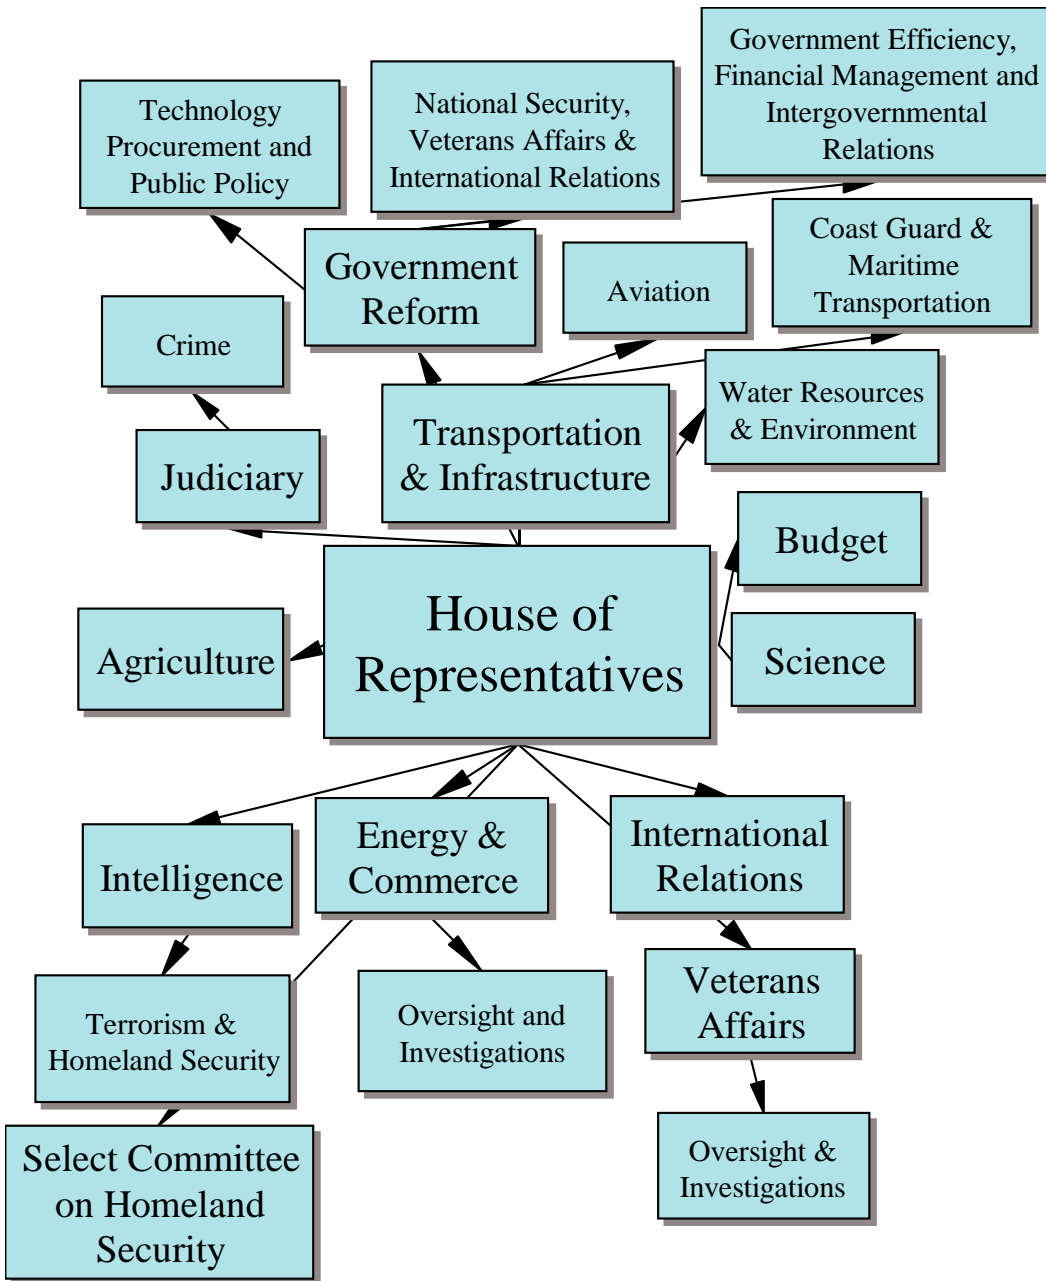 Government Efficiency,
Financial Management and
Intergovernmental
Relations
National Security,
Veterans Affairs &
International Relations
Technology
Procurement and
Public Policy
Coast Guard &
Maritime
Transportation
Government
Reform
Aviation
Crime
Water Resources
& Environment
Transportation
& Infrastructure
Judiciary
Budget
House of
Representatives
Agriculture
Science
Energy &
Commerce
International
Relations
Intelligence
Veterans
Affairs
Terrorism &
Homeland Security
Oversight and
Investigations
Select Committee
on Homeland
Security
Oversight &
Investigations